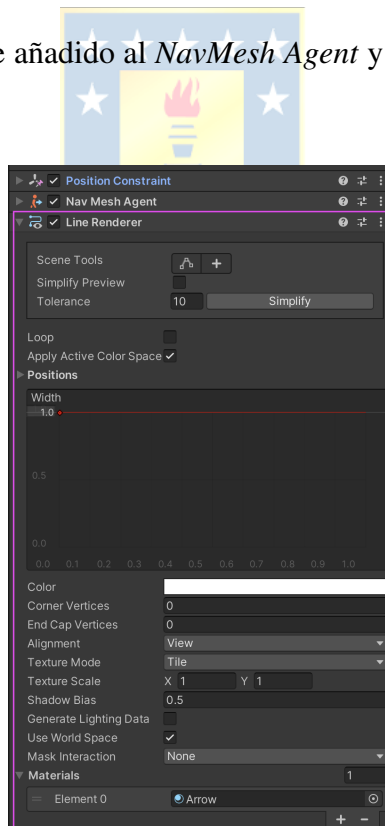 e añadido al NavMesh Agent y
Position Constraint
Nav Mesh Agent
Line Renderer
Scene Tools
Simplify Preview
Tolerance 10 Simplify
Loop
Apply Active Color Space
Positions
Width
1.0
0.5
0.0
0.0 0.1 0.2 0.3 0.4 0.5 0.6 0.7 0.8 0.9 1.0
Color
Corner Vertices 0
End Cap Vertices 0
Alignment View
Texture Mode Tile
Texture Scale X 1 Y 1
Shadow Bias 0.5
Generate Lighting Data
Use World Space
Mask Interaction None
Materials 1
Element 0 Arrow